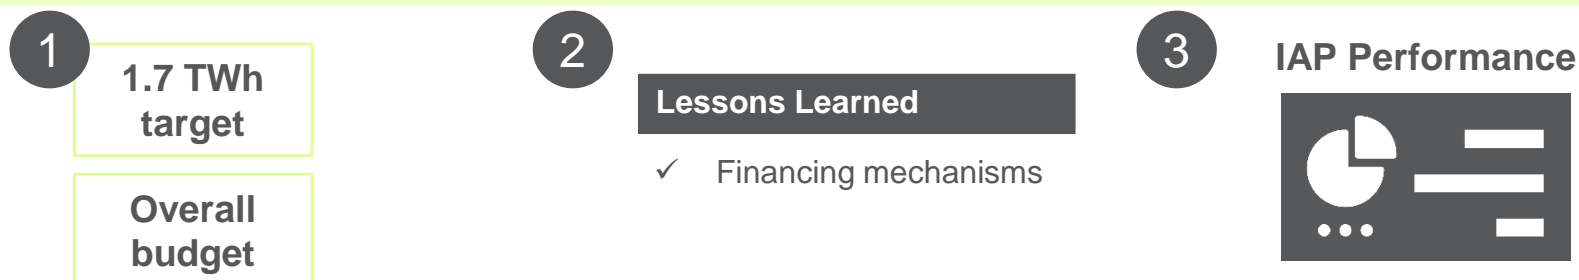 1
1.7 TWh
target
Overall
budget
2
Lessons Learned
✓ Financing mechanisms
3
IAP Performance